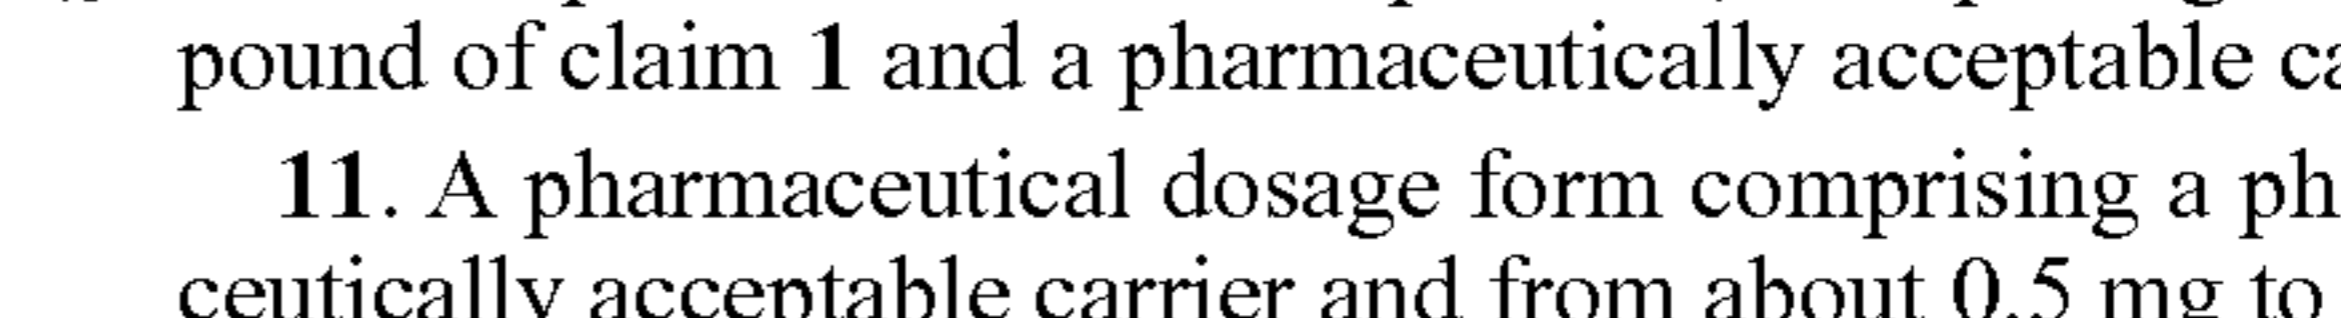 pound of claim 1 and a pharmaceutically acceptable
11. A pharmaceutical dosage form comprising a ph
ceutically acceptable carrier and from about 0.5 mg to